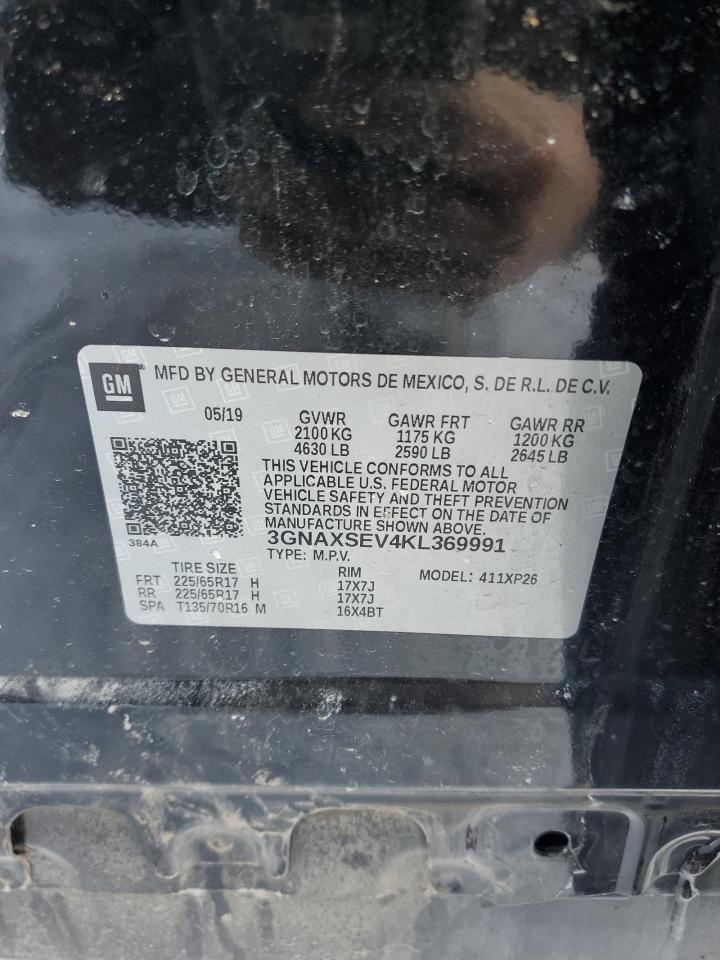 GM® MFD BY GENERAL MOTORS DE MEXICO, S. DE R.L. DE C.V.
05/19 GVWR GAWR FRT GAWR RR
2100 KG 1175 KG 1200 KG
4630 LB 2590 LB 2645 LB
THIS VEHICLE CONFORMS TO ALL
APPLICABLE U.S. FEDERAL MOTOR
VEHICLE SAFETY AND THEFT PREVENTION
STANDARDS IN EFFECT ON THE DATE OF
MANUFACTURE SHOWN ABOVE.
384A 3GNAXSEV4KL369991
TYPE: M.P.V.
TIRE SIZE RIM MODEL: 411XP26
FRT 225/65R17 H 17X7J
RR 225/65R17 H 17X7J
SPA T135/70R16 M 16X4BT